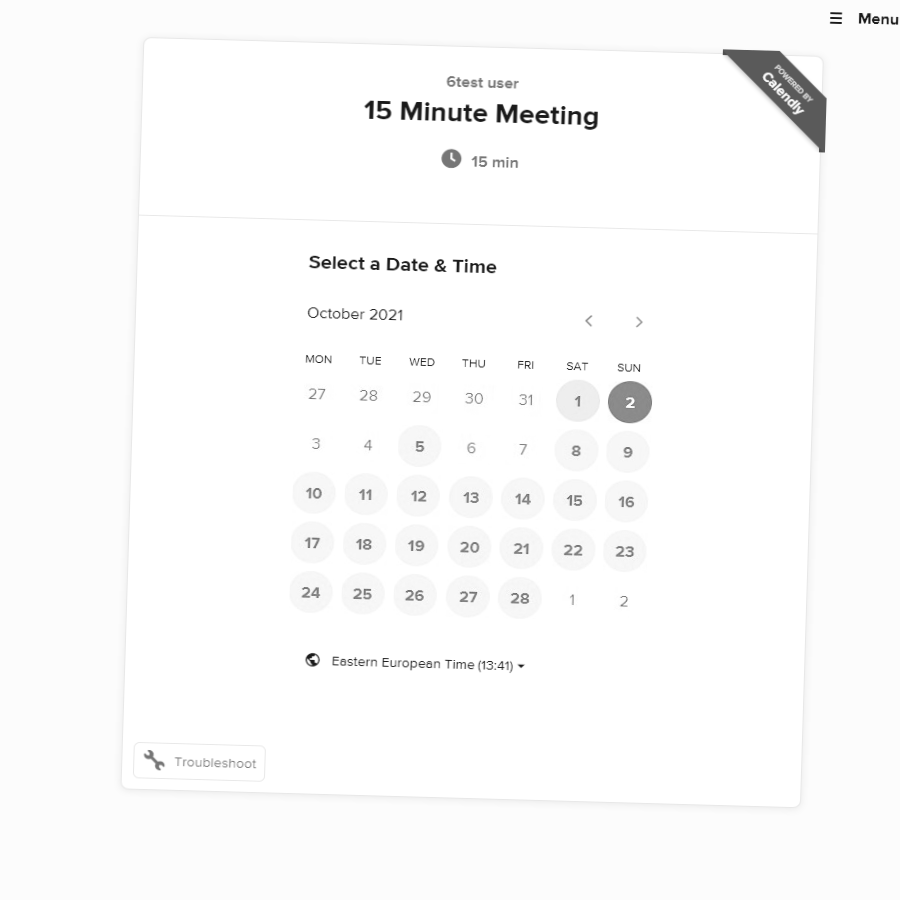 ☰ Menu
POWERED BY
Calendly
6test user
15 Minute Meeting
15 min
Select a Date & Time
October 2021
MON TUE WED THU FRI SAT SUN
27 28 29 30 31 1 2
3 4 5 6 7 8 9
10 11 12 13 14 15 16
17 18 19 20 21 22 23
24 25 26 27 28 1 2
Eastern European Time (13:41)
Troubleshoot